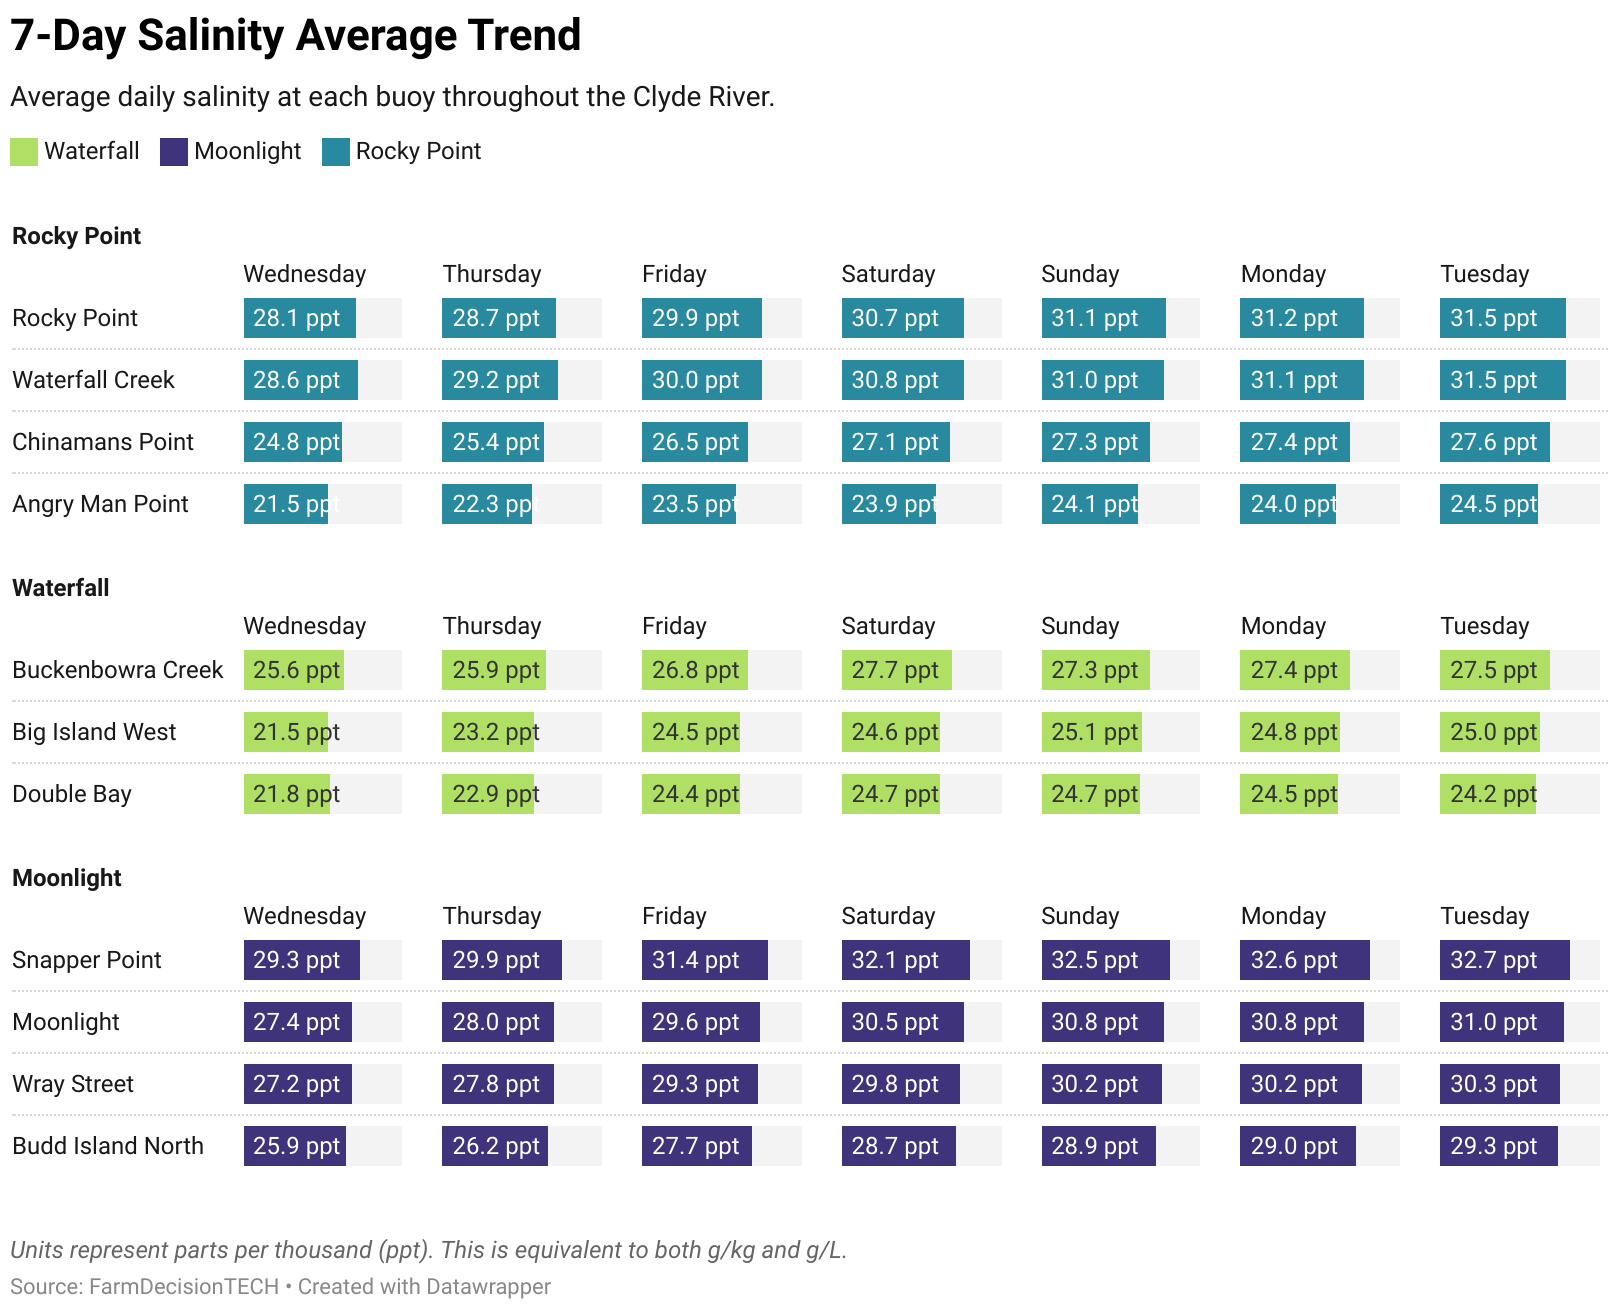 7-Day Salinity Average Trend
Average daily salinity at each buoy throughout the Clyde River.
Waterfall Moonlight Rocky Point
Rocky Point
Wednesday Thursday Friday Saturday Sunday Monday Tuesday
Rocky Point 28.1 ppt 28.7 ppt 29.9 ppt 30.7 ppt 31.1 ppt 31.2 ppt 31.5 ppt
Waterfall Creek 28.6 ppt 29.2 ppt 30.0 ppt 30.8 ppt 31.0 ppt 31.1 ppt 31.5 ppt
Chinamans Point 24.8 ppt 25.4 ppt 26.5 ppt 27.1 ppt 27.3 ppt 27.4 ppt 27.6 ppt
Angry Man Point 21.5 ppt 22.3 ppt 23.5 ppt 23.9 ppt 24.1 ppt 24.0 ppt 24.5 ppt
Waterfall
Wednesday Thursday Friday Saturday Sunday Monday Tuesday
Buckenbowra Creek 25.6 ppt 25.9 ppt 26.8 ppt 27.7 ppt 27.3 ppt 27.4 ppt 27.5 ppt
Big Island West 21.5 ppt 23.2 ppt 24.5 ppt 24.6 ppt 25.1 ppt 24.8 ppt 25.0 ppt
Double Bay 21.8 ppt 22.9 ppt 24.4 ppt 24.7 ppt 24.7 ppt 24.5 ppt 24.2 ppt
Moonlight
Wednesday Thursday Friday Saturday Sunday Monday Tuesday
Snapper Point 29.3 ppt 29.9 ppt 31.4 ppt 32.1 ppt 32.5 ppt 32.6 ppt 32.7 ppt
Moonlight 27.4 ppt 28.0 ppt 29.6 ppt 30.5 ppt 30.8 ppt 30.8 ppt 31.0 ppt
Wray Street 27.2 ppt 27.8 ppt 29.3 ppt 29.8 ppt 30.2 ppt 30.2 ppt 30.3 ppt
Budd Island North 25.9 ppt 26.2 ppt 27.7 ppt 28.7 ppt 28.9 ppt 29.0 ppt 29.3 ppt
Units represent parts per thousand (ppt). This is equivalent to both g/kg and g/L.
Source: FarmDecisionTECH • Created with Datawrapper